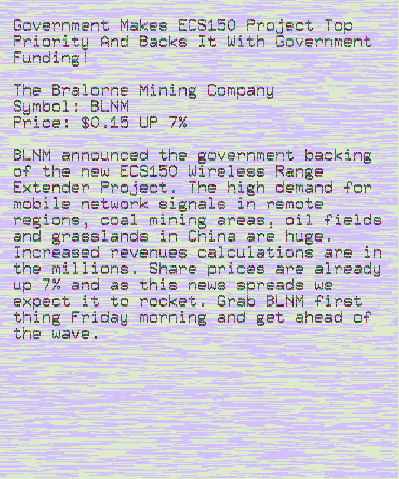 Government Makes ECS150 Project Top
Priority And Backs It With Government
Funding!
The Bralorne Mining Company
Symbol: BLNM
Price: $0.15 UP 7%
BLNM announced the government backing
of the new ECS150 Wireless Range
Extender Project. The high demand for
mobile network signals in remote
regions, coal mining areas, oil fields
and grasslands in China are huge.
Increased revenues calculations are in
the millions. Share prices are already
up 7% and as this news spreads we
expect it to rocket. Grab BLNM first
thing Friday morning and get ahead of
the wave.